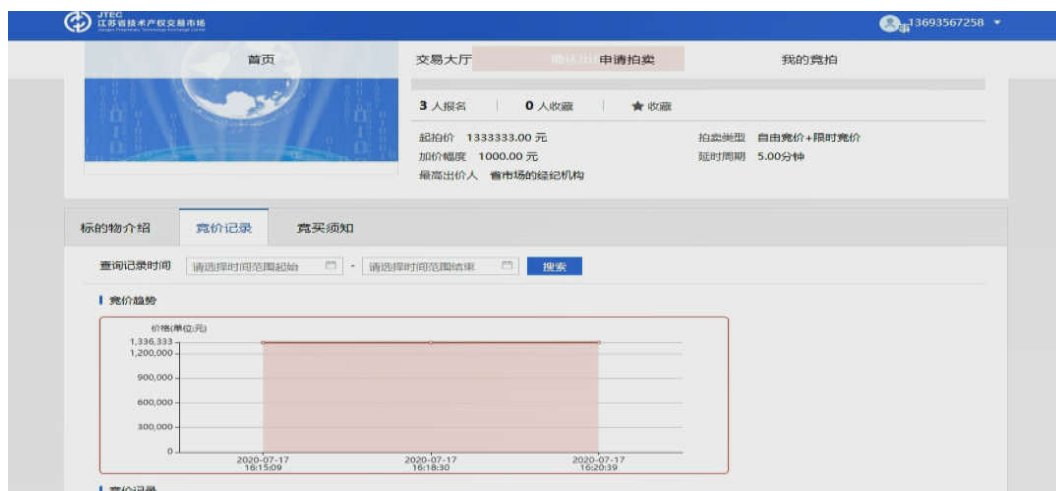 JTEC
江苏省技术产权交易市场
13693567258
首页
交易大厅
申请拍卖
我的竞拍
3 人报名
0 人收藏
收藏
起拍价 1333333.00 元
拍卖类型 自由竞价+限时竞价
加价幅度 1000.00 元
延时周期 5.00分钟
最高出价人 省市场的经纪机构
标的物介绍
竞价记录
竞买须知
查询记录时间
请选择时间范围起始
-
请选择时间范围结束
搜索
竞价趋势
价格(单位:元)
1,336,333
1,200,000
900,000
600,000
300,000
0
2020-07-17
16:15:09
2020-07-17
16:18:30
2020-07-17
16:20:39
竞价记录